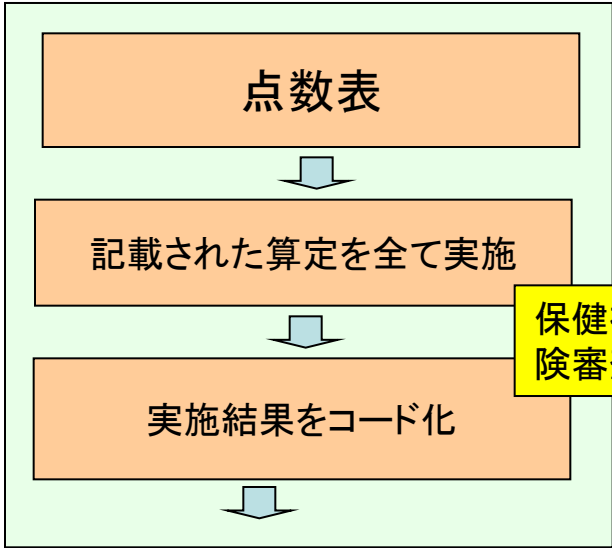 点数表
記載された算定を全て実施
保健
険審
実施結果をコード化